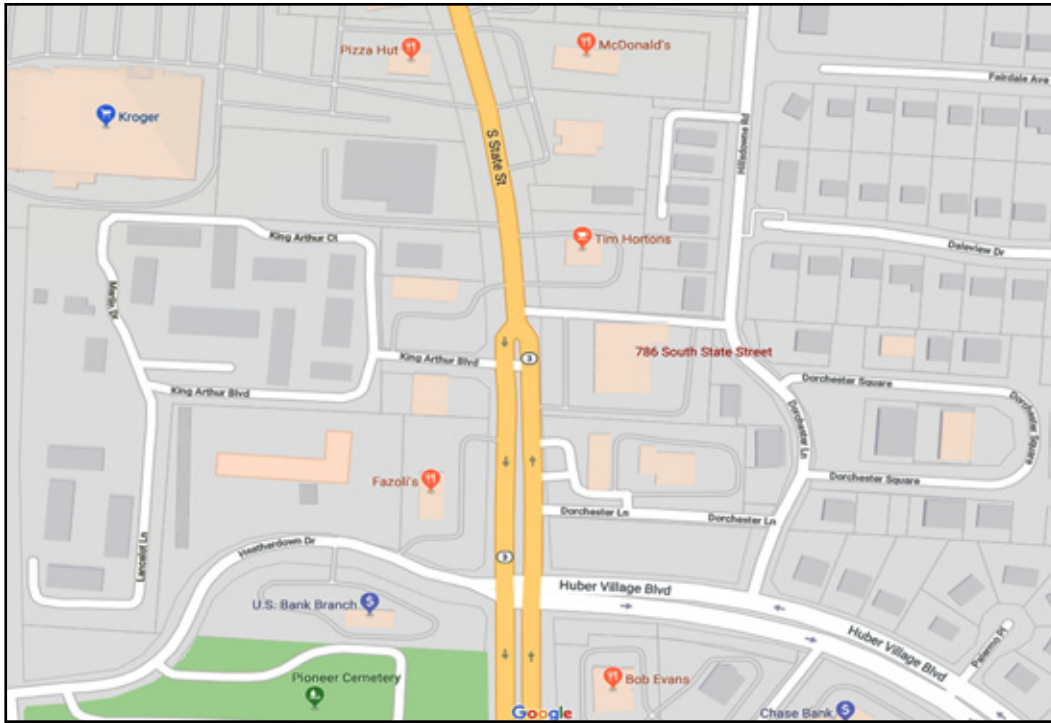 Pizza Hut
McDonald's
Fairdale Ave
Kroger
S State St
Hilledowne Rd
King Arthur Ct
Tim Hortons
Daleview Dr
Merlin Dr
786 South State Street
King Arthur Blvd
3
King Arthur Blvd
Dorchester Square
Dorchester Square
Dorchester Ln
Fazoli's
Dorchester Square
Dorchester Ln
Dorchester Ln
Lancelot Ln
Heatherdown Dr
3
Huber Village Blvd
U.S. Bank Branch
$
Huber Village Blvd
Palermo Pl
Pioneer Cemetery
Bob Evans
Google
Chase Bank
$